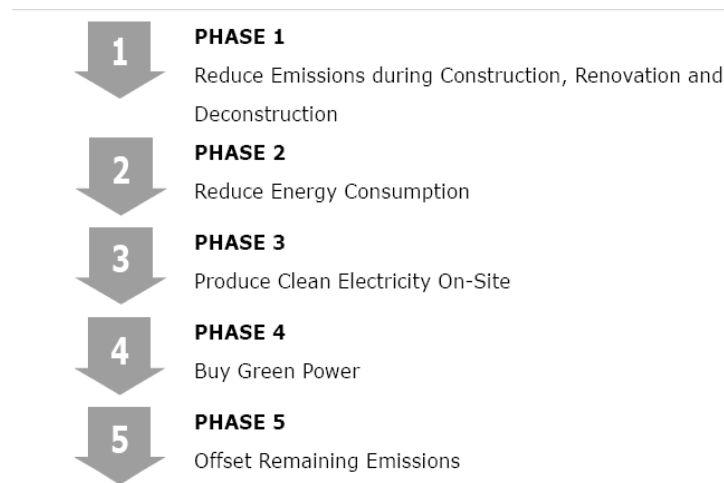 1
PHASE 1
Reduce Emissions during Construction, Renovation and
Deconstruction
2
PHASE 2
Reduce Energy Consumption
3
PHASE 3
Produce Clean Electricity On-Site
4
PHASE 4
Buy Green Power
5
PHASE 5
Offset Remaining Emissions